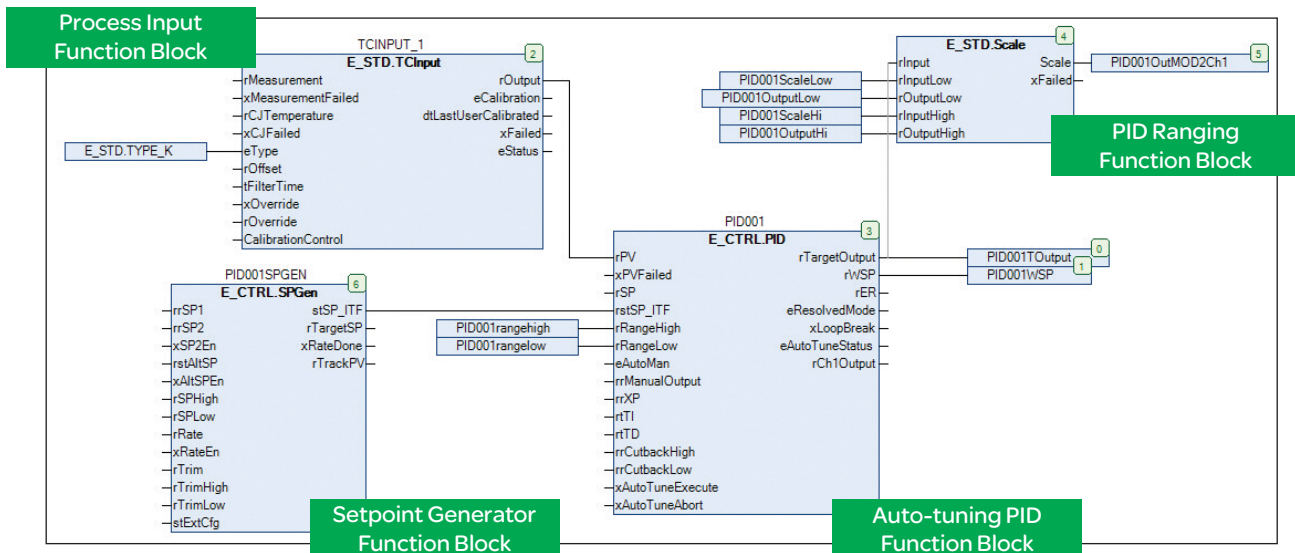 Process Input
Function Block
TCINPUT_1
2
E_STD.TCInput
rMeasurement rOutput
xMeasurementFailed eCalibration
rCJTemperature dtLastUserCalibrated
xCJFailed xFailed
E_STD.TYPE_K eType eStatus
rOffset
tFilterTime
xOverride
rOverride
CalibrationControl
4
E_STD.Scale
rInput Scale PID001OutMOD2Ch1 5
PID001ScaleLow rInputLow xFailed
PID001OutputLow rOutputLow
PID001ScaleHi rInputHigh
PID001OutputHi rOutputHigh
PID Ranging
Function Block
PID001SPGEN
6
E_CTRL.SPGen
rrSP1 stSP_ITF
rrSP2 rTargetSP
xSP2En xRateDone
rstAltSP rTrackPV
xAltSPEn
rSPHigh
rSPLow
rRate
xRateEn
rTrim
rTrimHigh
rTrimLow
stExtCfg
Setpoint Generator
Function Block
PID001
3
E_CTRL.PID
rPV rTargetOutput PID001TOutput 0
xPVFailed rWSP PID001WSP 1
rSP rER
rstSP_ITF eResolvedMode
PID001rangehigh rRangeHigh xLoopBreak
PID001rangelow rRangeLow eAutoTuneStatus
eAutoMan rCh1Output
rrManualOutput
rrXP
rtTI
rtTD
rrCutbackHigh
rrCutbackLow
xAutoTuneExecute
xAutoTuneAbort
Auto-tuning PID
Function Block